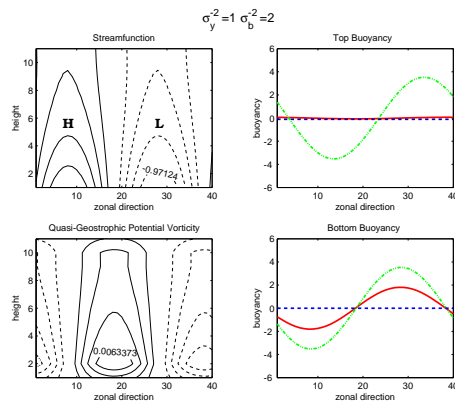 σ_y^-2=1 σ_b^-2=2
Streamfunction
10
8
6
4
2
height
H
L
-0.97124
10 20 30 40
zonal direction
Top Buoyancy
6
4
2
0
-2
-4
-6
buoyancy
10 20 30 40
zonal direction
Quasi-Geostrophic Potential Vorticity
10
8
6
4
2
height
0.0063373
10 20 30 40
zonal direction
Bottom Buoyancy
6
4
2
0
-2
-4
-6
buoyancy
10 20 30 40
zonal direction